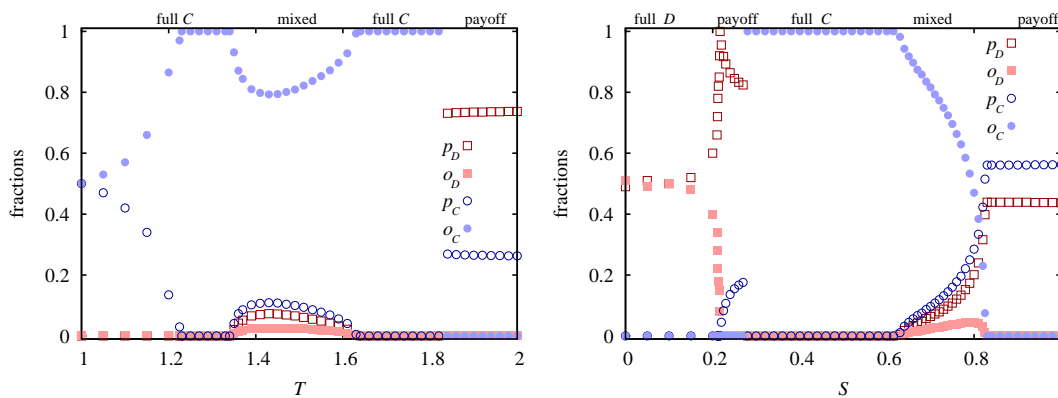 full C mixed full C payoff
1
0.8
0.6
0.4
0.2
0
fractions
p_D
o_D
p_C
o_C
1 1.2 1.4 1.6 1.8 2
T
full D payoff full C mixed payoff
1
0.8
0.6
0.4
0.2
0
fractions
p_D
o_D
p_C
o_C
0.0 0.2 0.4 0.6 0.8 1.0
S